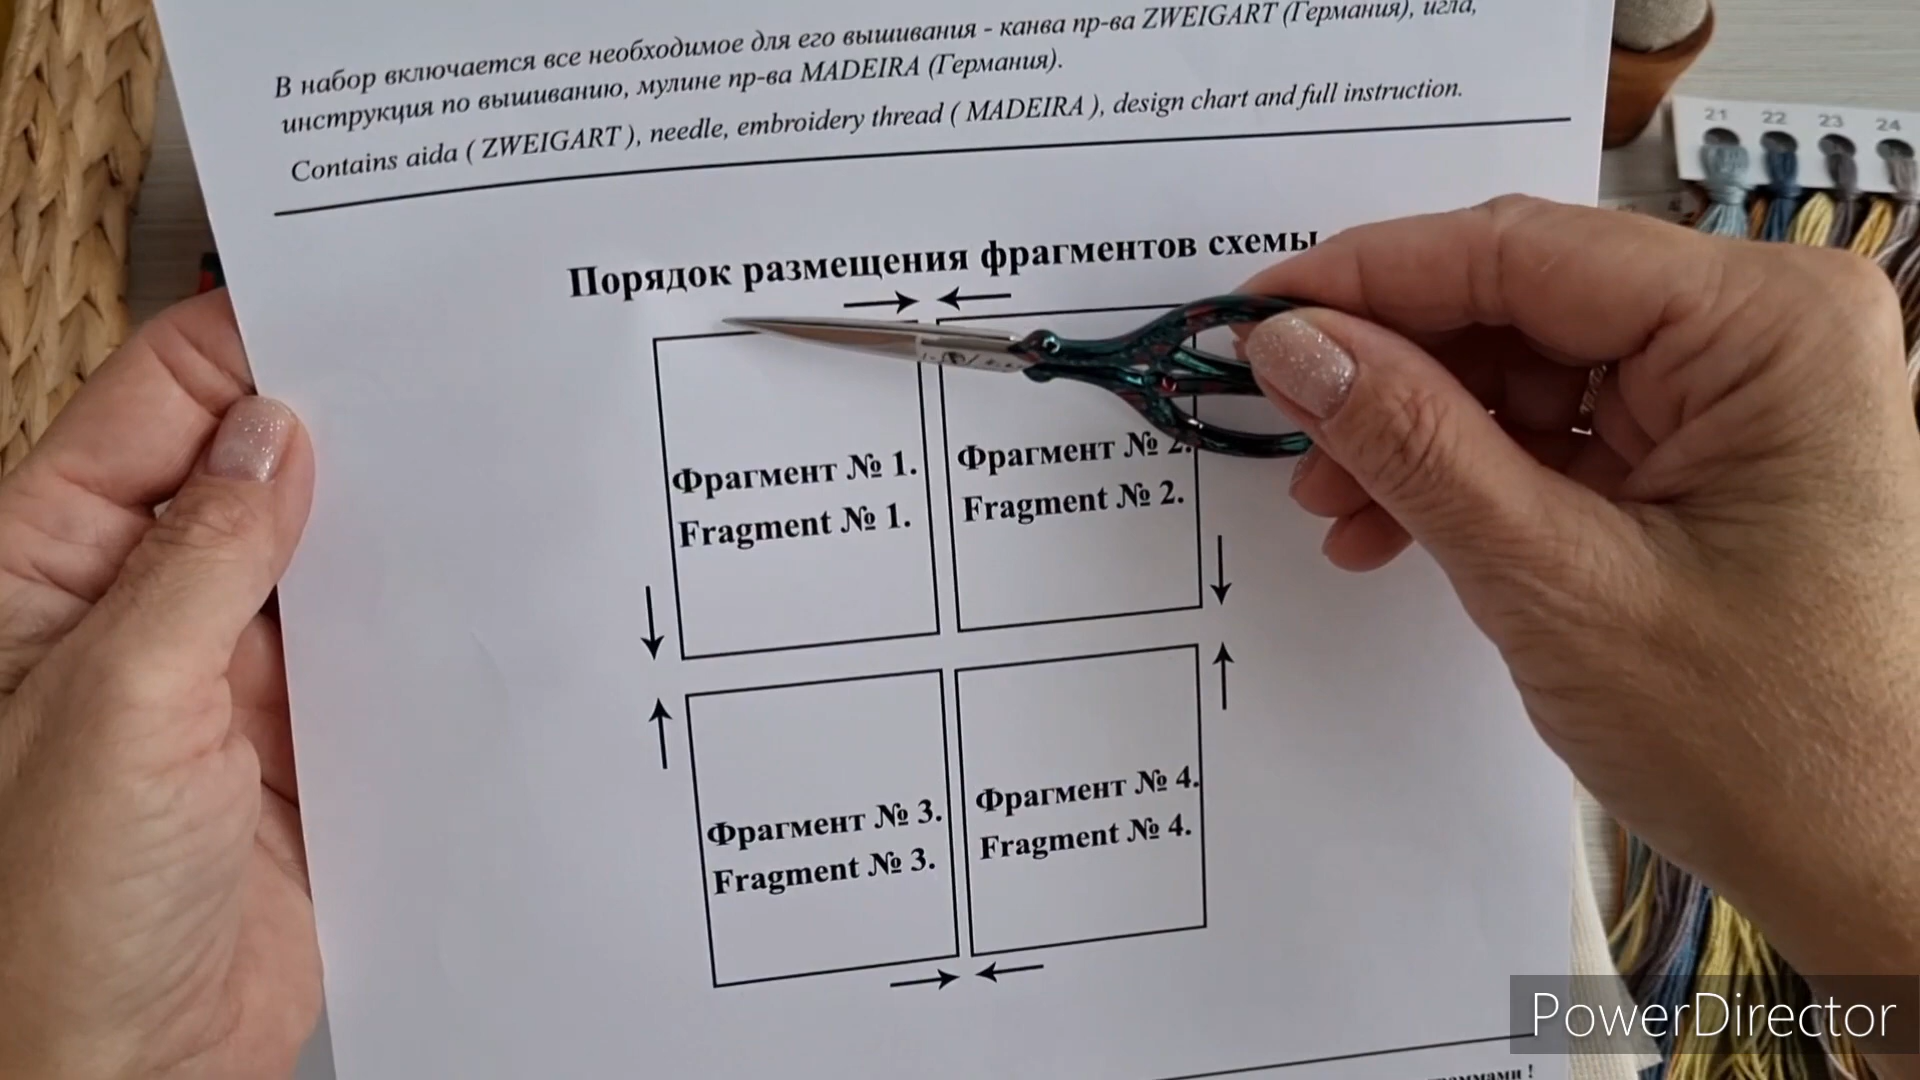 В набор включается все необходимое для его вышивания - канва пр-ва ZWEIGART (Германия), игла,
инструкция по вышиванию, мулине пр-ва MADEIRA (Германия).
Contains aida ( ZWEIGART ), needle, embroidery thread ( MADEIRA ), design chart and full instruction.
21 22 23 24
Порядок размещения фрагментов схемы
Фрагмент № 1.
Fragment № 1.
Фрагмент № 2.
Fragment № 2.
Фрагмент № 3.
Fragment № 3.
Фрагмент № 4.
Fragment № 4.
PowerDirector